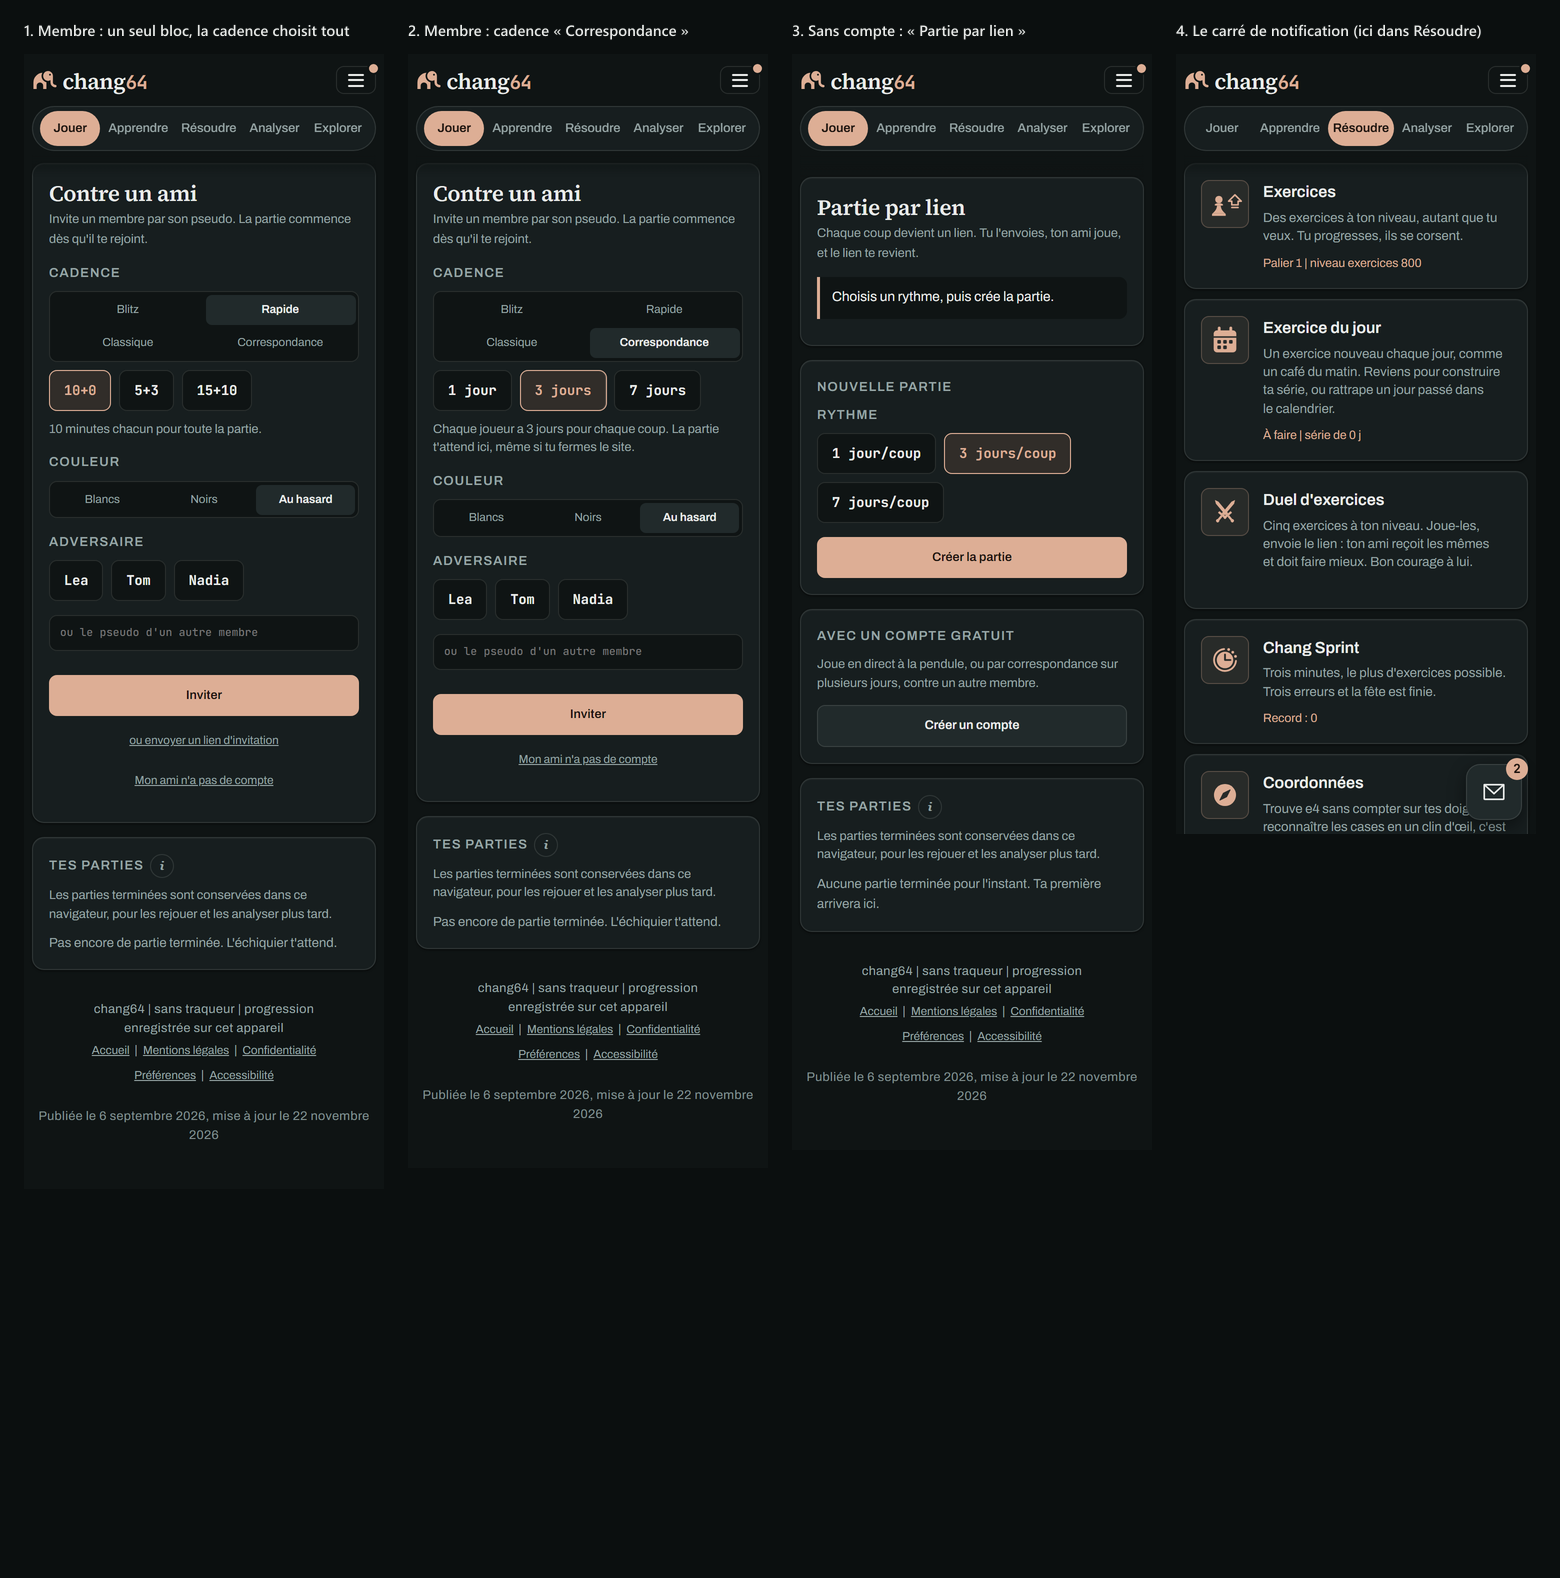 1. Membre : un seul bloc, la cadence choisit tout
chang64
Jouer Apprendre Résoudre Analyser Explorer
Contre un ami
Invite un membre par son pseudo. La partie commence
dès qu'il te rejoint.
CADENCE
Blitz Rapide
Classique Correspondance
10+0 5+3 15+10
10 minutes chacun pour toute la partie.
COULEUR
Blancs Noirs Au hasard
ADVERSAIRE
Lea Tom Nadia
ou le pseudo d'un autre membre
Inviter
ou envoyer un lien d'invitation
Mon ami n'a pas de compte
TES PARTIES i
Les parties terminées sont conservées dans ce
navigateur, pour les rejouer et les analyser plus tard.
Pas encore de partie terminée. L'échiquier t'attend.
chang64 | sans traqueur | progression
enregistrée sur cet appareil
Accueil | Mentions légales | Confidentialité
Préférences | Accessibilité
Publiée le 6 septembre 2026, mise à jour le 22 novembre
2026
2. Membre : cadence « Correspondance »
chang64
Jouer Apprendre Résoudre Analyser Explorer
Contre un ami
Invite un membre par son pseudo. La partie commence
dès qu'il te rejoint.
CADENCE
Blitz Rapide
Classique Correspondance
1 jour 3 jours 7 jours
Chaque joueur a 3 jours pour chaque coup. La partie
t'attend ici, même si tu fermes le site.
COULEUR
Blancs Noirs Au hasard
ADVERSAIRE
Lea Tom Nadia
ou le pseudo d'un autre membre
Inviter
Mon ami n'a pas de compte
TES PARTIES i
Les parties terminées sont conservées dans ce
navigateur, pour les rejouer et les analyser plus tard.
Pas encore de partie terminée. L'échiquier t'attend.
chang64 | sans traqueur | progression
enregistrée sur cet appareil
Accueil | Mentions légales | Confidentialité
Préférences | Accessibilité
Publiée le 6 septembre 2026, mise à jour le 22 novembre
2026
3. Sans compte : « Partie par lien »
chang64
Jouer Apprendre Résoudre Analyser Explorer
Partie par lien
Chaque coup devient un lien. Tu l'envoies, ton ami joue,
et le lien te revient.
Choisis un rythme, puis crée la partie.
NOUVELLE PARTIE
RYTHME
1 jour/coup 3 jours/coup
7 jours/coup
Créer la partie
AVEC UN COMPTE GRATUIT
Joue en direct à la pendule, ou par correspondance sur
plusieurs jours, contre un autre membre.
Créer un compte
TES PARTIES i
Les parties terminées sont conservées dans ce
navigateur, pour les rejouer et les analyser plus tard.
Aucune partie terminée pour l'instant. Ta première
arrivera ici.
chang64 | sans traqueur | progression
enregistrée sur cet appareil
Accueil | Mentions légales | Confidentialité
Préférences | Accessibilité
Publiée le 6 septembre 2026, mise à jour le 22 novembre
2026
4. Le carré de notification (ici dans Résoudre)
chang64
Jouer Apprendre Résoudre Analyser Explorer
Exercices
Des exercices à ton niveau, autant que tu
veux. Tu progresses, ils se corsent.
Palier 1 | niveau exercices 800
Exercice du jour
Un exercice nouveau chaque jour, comme
un café du matin. Reviens pour construire
ta série, ou rattrape un jour passé dans
le calendrier.
À faire | série de 0 j
Duel d'exercices
Cinq exercices à ton niveau. Joue-les,
envoie le lien : ton ami reçoit les mêmes
et doit faire mieux. Bon courage à lui.
Chang Sprint
Trois minutes, le plus d'exercices possible.
Trois erreurs et la fête est finie.
Record : 0
Coordonnées
2
Trouve e4 sans compter sur tes
reconnaître les cases en un clin d'œil, c'est